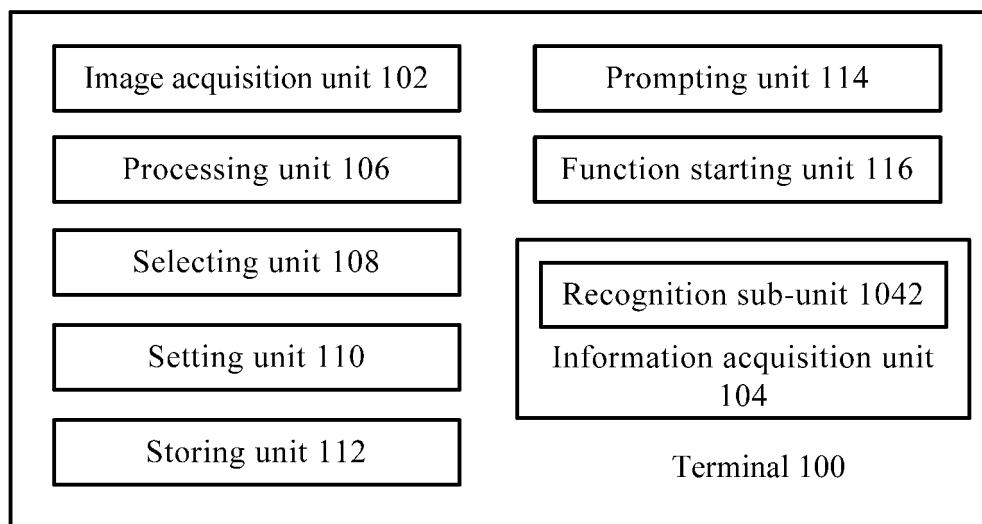 Image acquisition unit 102
Processing unit 106
Selecting unit 108
Setting unit 110
Storing unit 112
Prompting unit 114
Function starting unit 116
Recognition sub-unit 1042
Information acquisition unit
104
Terminal 100